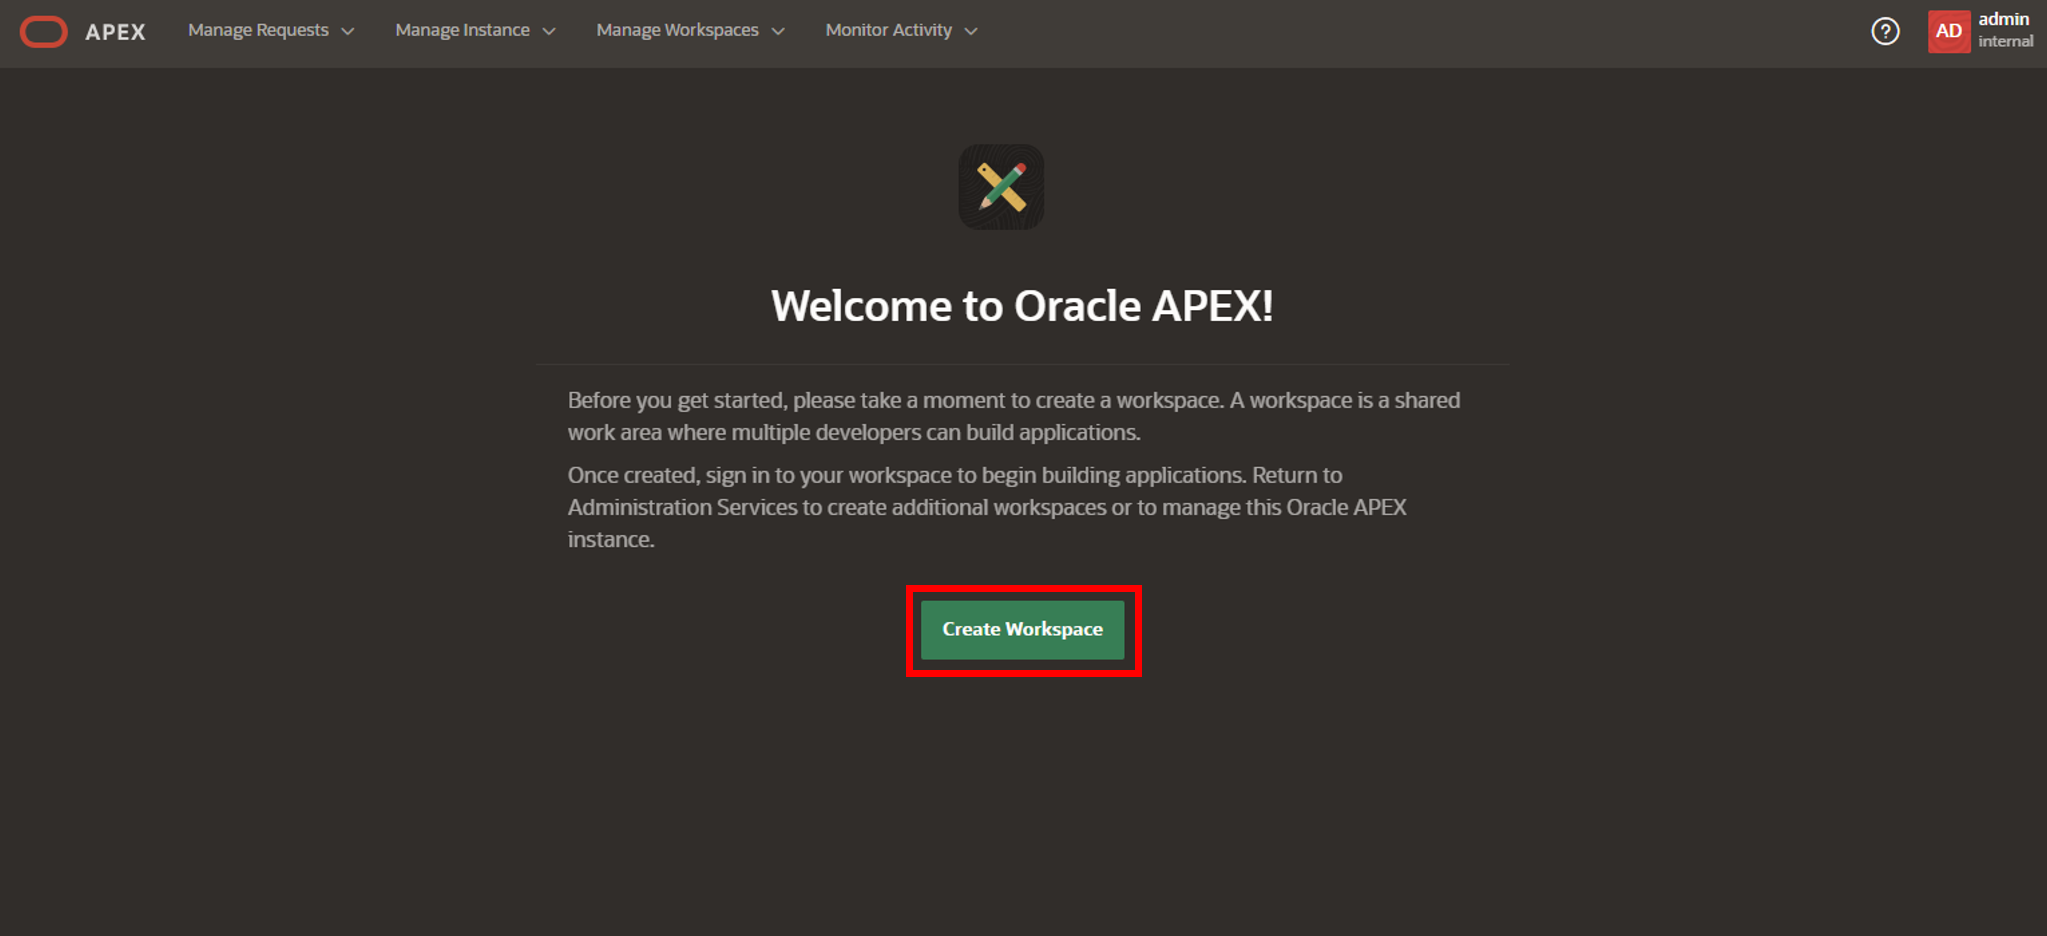 APEX Manage Requests Manage Instance Manage Workspaces Monitor Activity ? AD admin
internal
Welcome to Oracle APEX!
Before you get started, please take a moment to create a workspace. A workspace is a shared
work area where multiple developers can build applications.
Once created, sign in to your workspace to begin building applications. Return to
Administration Services to create additional workspaces or to manage this Oracle APEX
instance.
Create Workspace